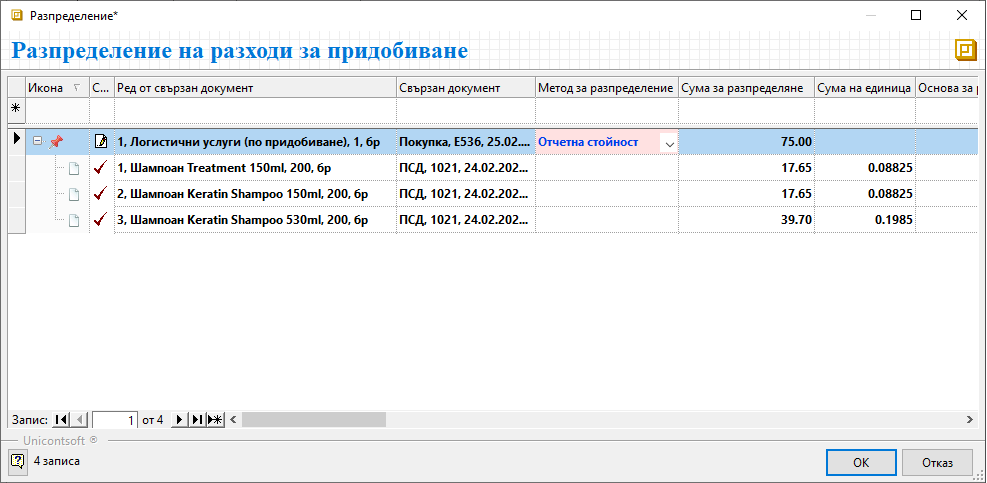 Разпределение*
Разпределение на разходи за придобиване
Икона С... Ред от свързан документ Свързан документ Метод за разпределение Сума за разпределяне Сума на единица Основа за р
1, Логистични услуги (по придобиване), 1, бр Покупка, E536, 25.02.... Отчетна стойност 75.00
1, Шампоан Treatment 150ml, 200, бр ПСД, 1021, 24.02.202... 17.65 0.08825
2, Шампоан Keratin Shampoo 150ml, 200, бр ПСД, 1021, 24.02.202... 17.65 0.08825
3, Шампоан Keratin Shampoo 530ml, 200, бр ПСД, 1021, 24.02.202... 39.70 0.1985
Запис: 1 от 4
Unicontsoft ®
4 записа
OK Отказ